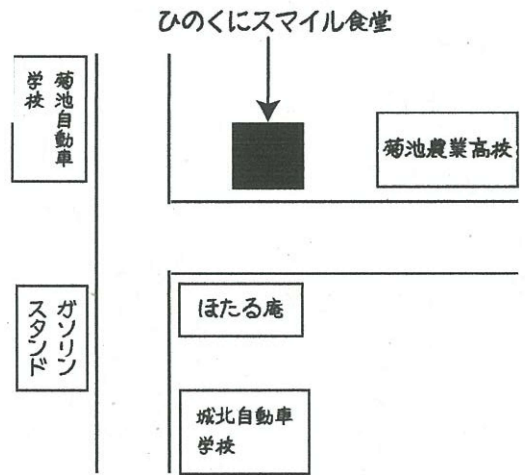 ひのくにスマイル食堂
菊池自動車
学校
菊池農業高校
ガソリン
スタンド
ほたる庵
城北自動車
学校